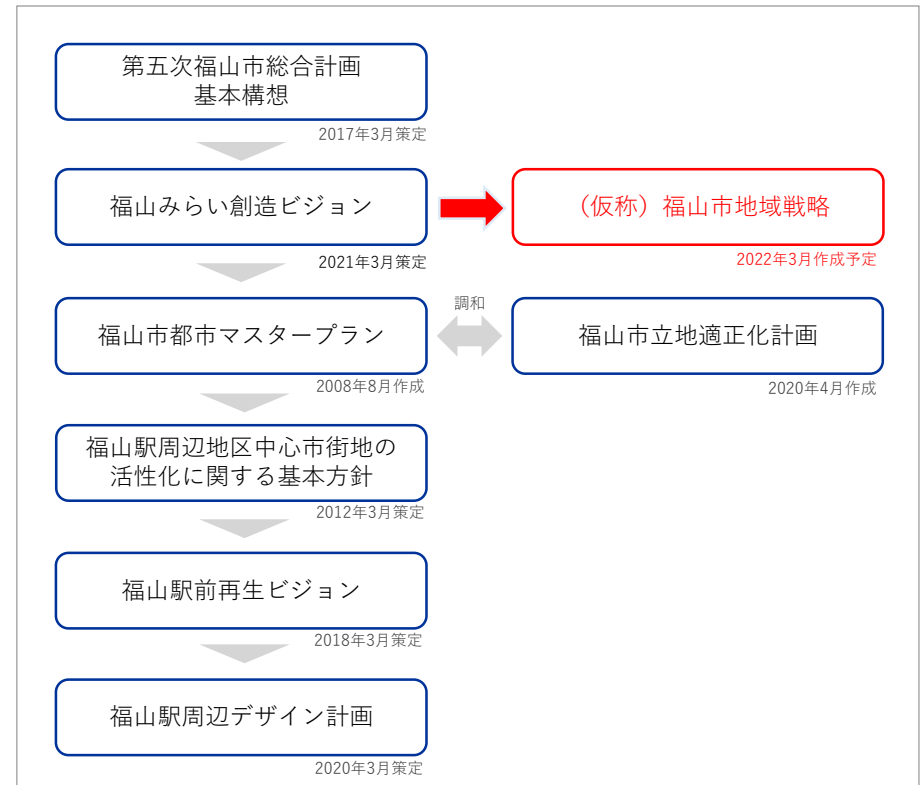 第五次福山市総合計画
基本構想
2017年3月策定
福山みらい創造ビジョン
（仮称）福山市地域戦略
2021年3月策定
2022年3月作成予定
調和
福山市都市マスタープラン
福山市立地適正化計画
2008年8月作成
2020年4月作成
福山駅周辺地区中心市街地の
活性化に関する基本方針
2012年3月策定
福山駅前再生ビジョン
2018年3月策定
福山駅周辺デザイン計画
2020年3月策定